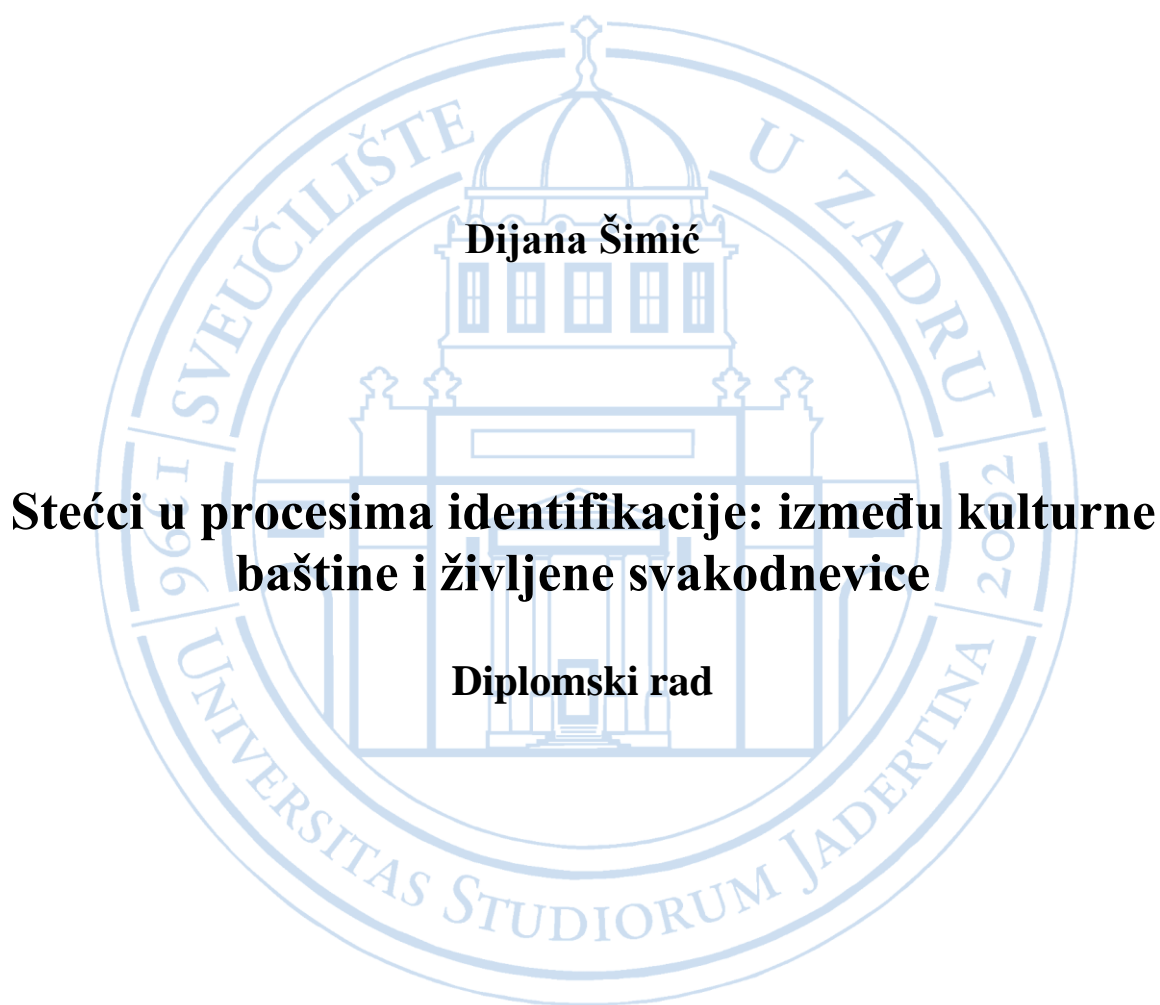 Dijana Šimić
Stećci u procesima identifikacije: između kulturne
baštine i življene svakodnevice
Diplomski rad
SVEUČILIŠTE U ZADRU
1396
2002
UNIVERSITAS STUDIORUM JADERTINA